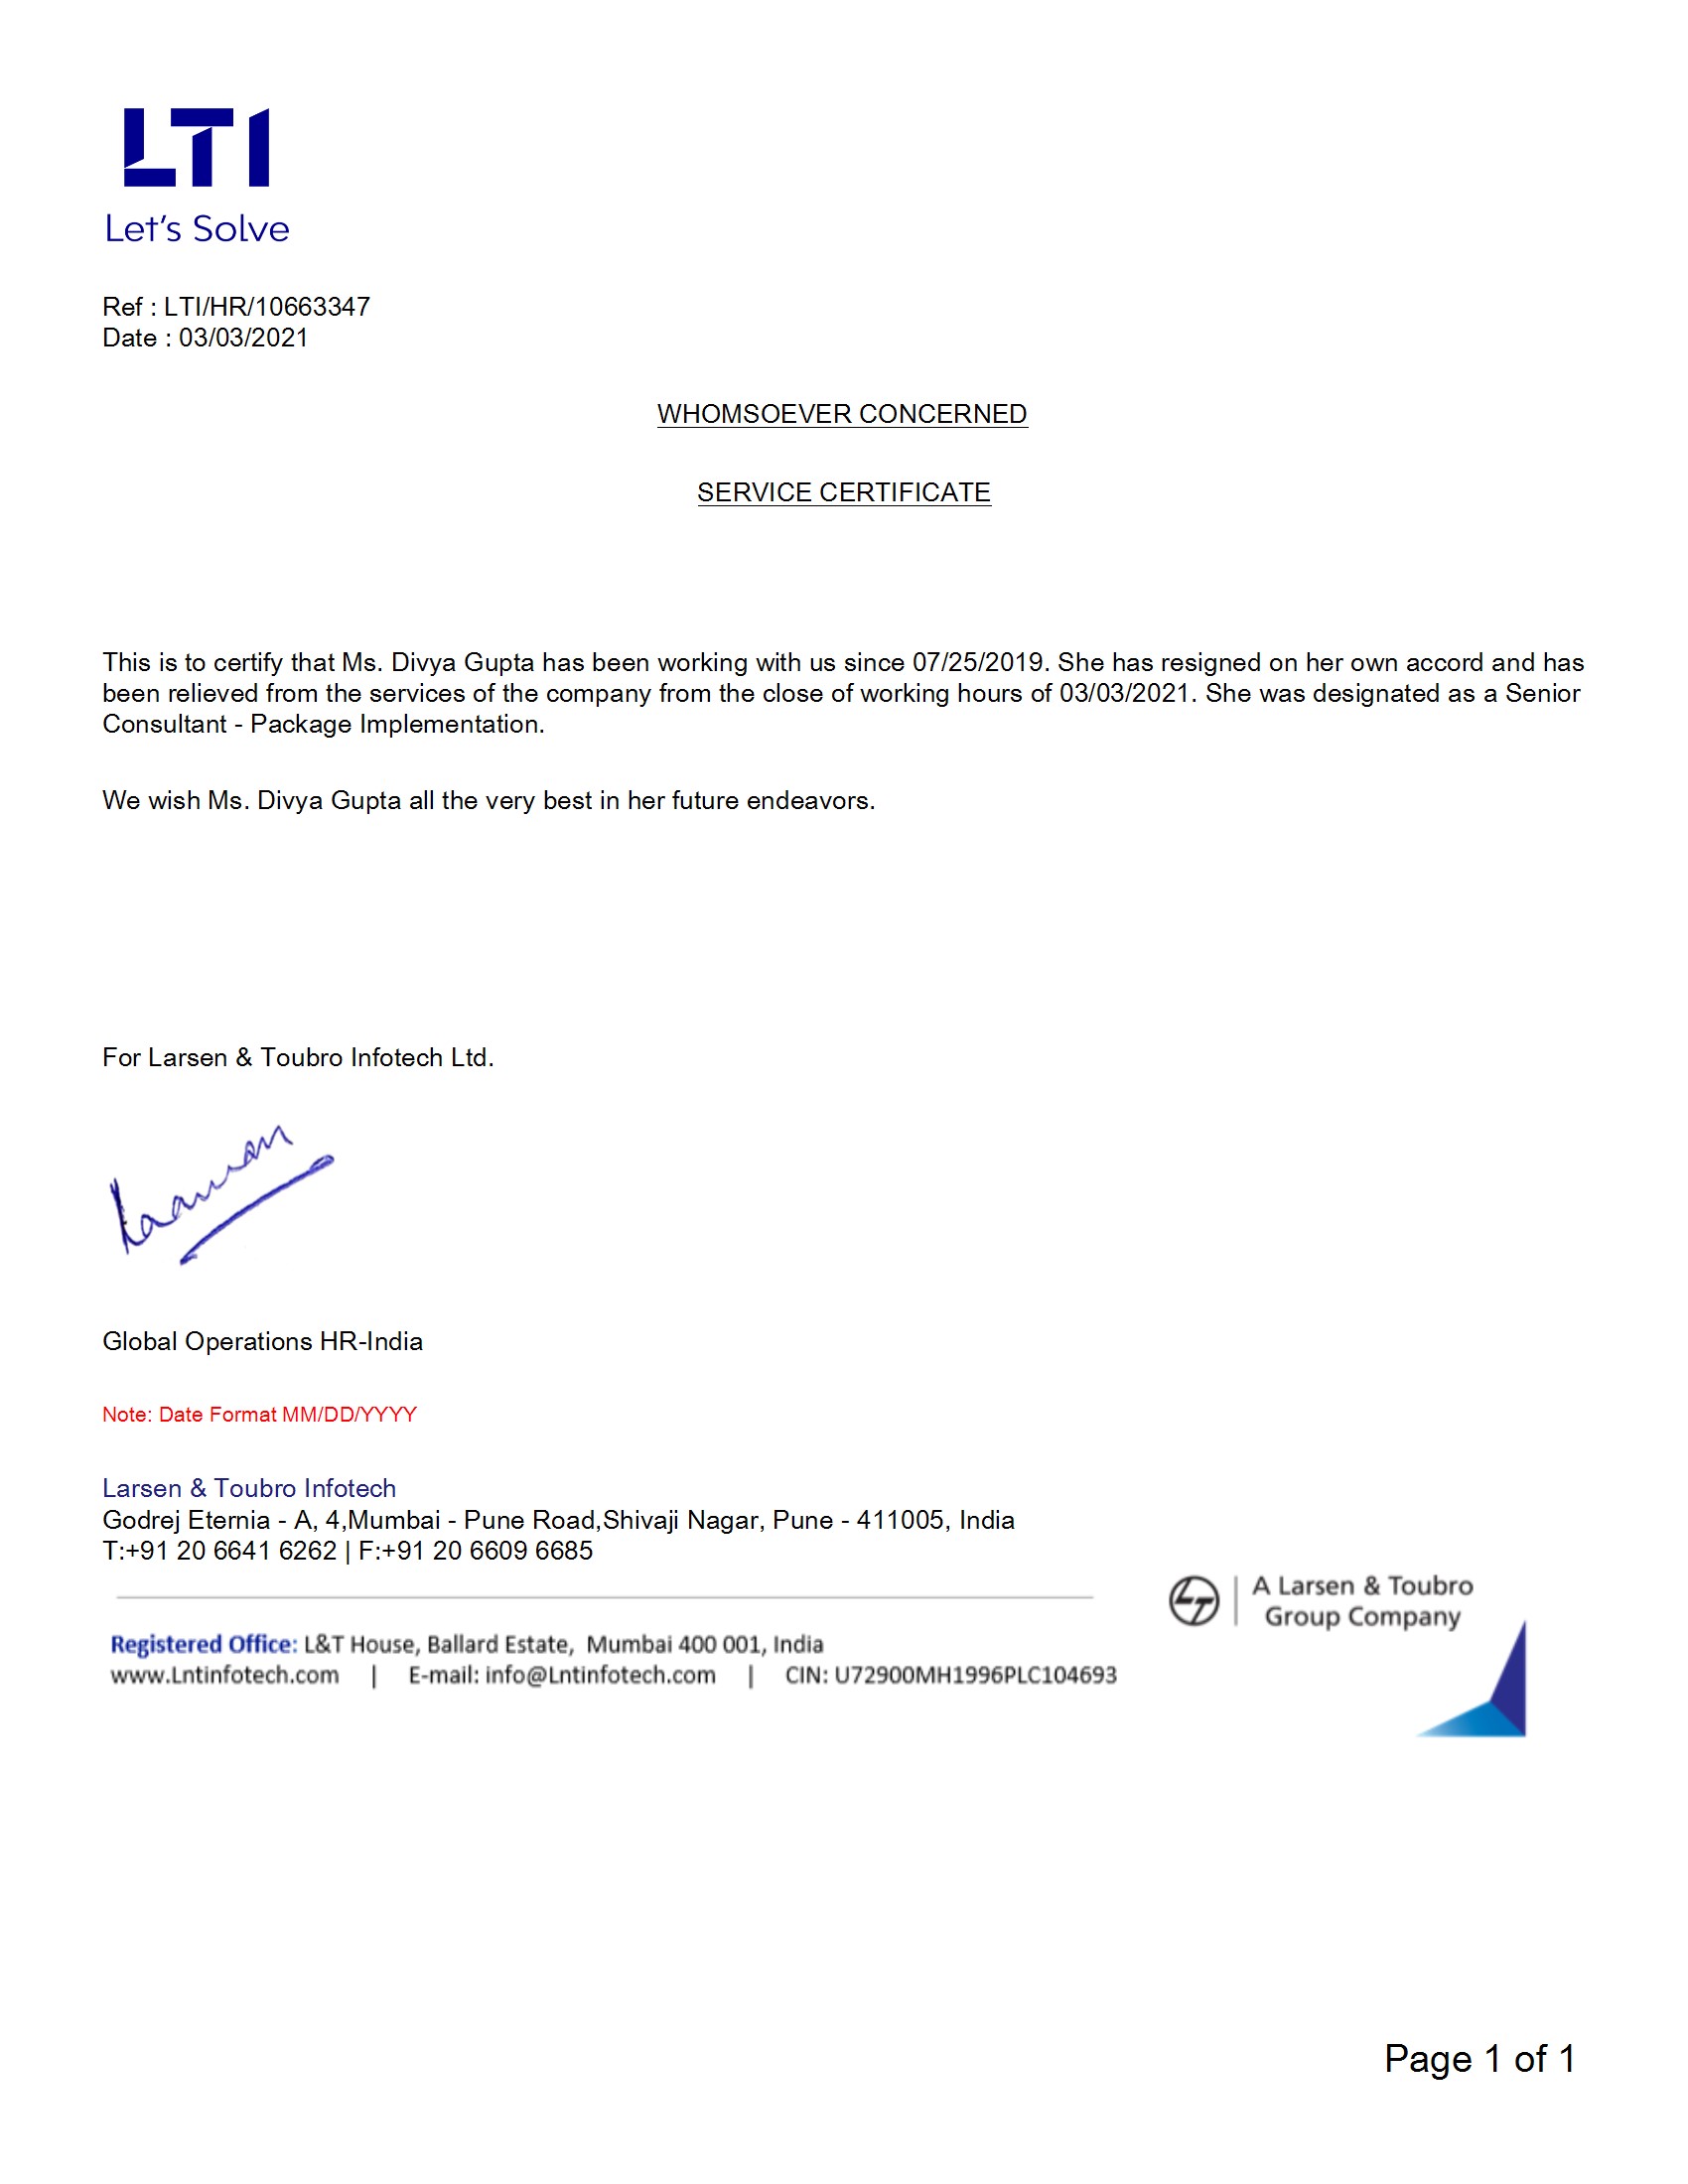 LTI
Let's Solve
Ref : LTI/HR/10663347
Date : 03/03/2021
WHOMSOEVER CONCERNED
SERVICE CERTIFICATE
This is to certify that Ms. Divya Gupta has been working with us since 07/25/2019. She has resigned on her own accord and has
been relieved from the services of the company from the close of working hours of 03/03/2021. She was designated as a Senior
Consultant - Package Implementation.
We wish Ms. Divya Gupta all the very best in her future endeavors.
For Larsen & Toubro Infotech Ltd.
Global Operations HR-India
Note: Date Format MM/DD/YYYY
Larsen & Toubro Infotech
Godrej Eternia - A, 4,Mumbai - Pune Road,Shivaji Nagar, Pune - 411005, India
T:+91 20 6641 6262 | F:+91 20 6609 6685
A Larsen & Toubro
Group Company
Registered Office: L&T House, Ballard Estate, Mumbai 400 001, India
www.Lntinfotech.com | E-mail: info@Lntinfotech.com | CIN: U72900MH1996PLC104693
Page 1 of 1